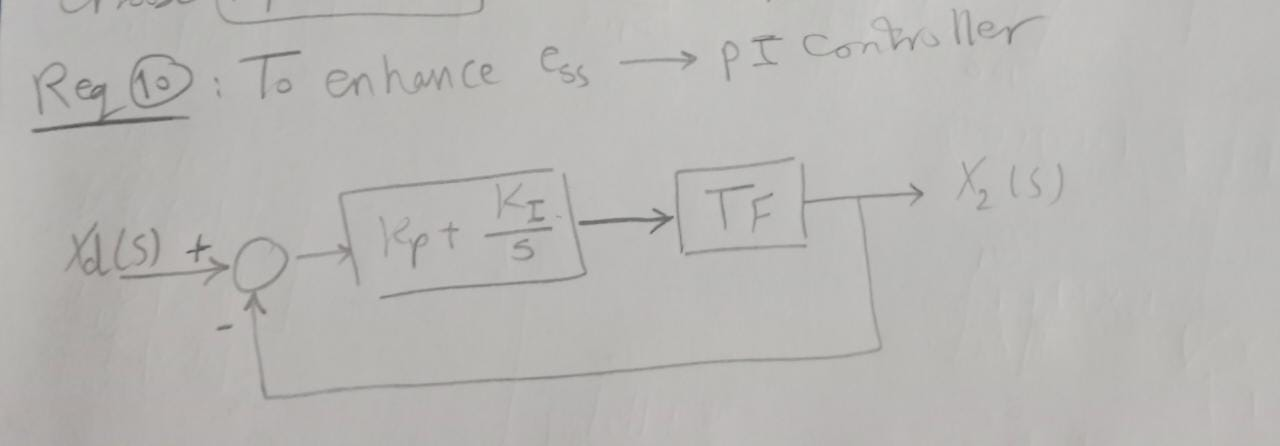 Req 10 : To enhance ess → PI Controller
Xd(s) + Kp + KI/s TF X2(s)
-